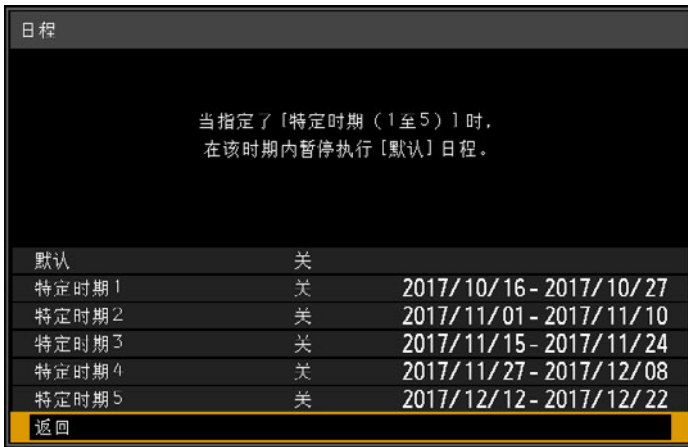 日程
当指定了［特定时期（1至5）］时，
在该时期内暂停执行［默认］日程。
默认 关
特定时期1 关 2017/10/16-2017/10/27
特定时期2 关 2017/11/01-2017/11/10
特定时期3 关 2017/11/15-2017/11/24
特定时期4 关 2017/11/27-2017/12/08
特定时期5 关 2017/12/12-2017/12/22
返回